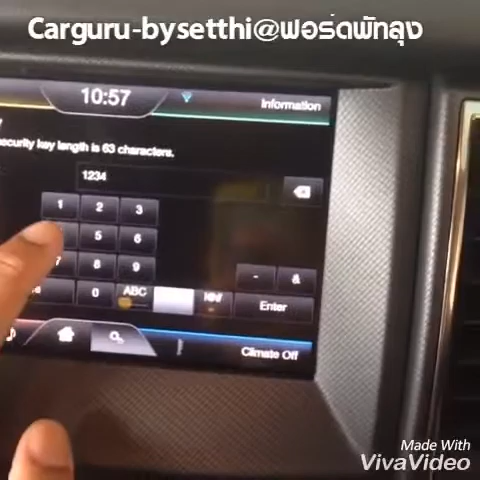 Carguru-bysetthi@ฟอร์ดพัทลุง
10:57
Information
ecurity key length is 63 characters.
1234
1 2 3
5 6
7 8 9 - &
0 ABC Enter
Climate Off
Made With
VivaVideo